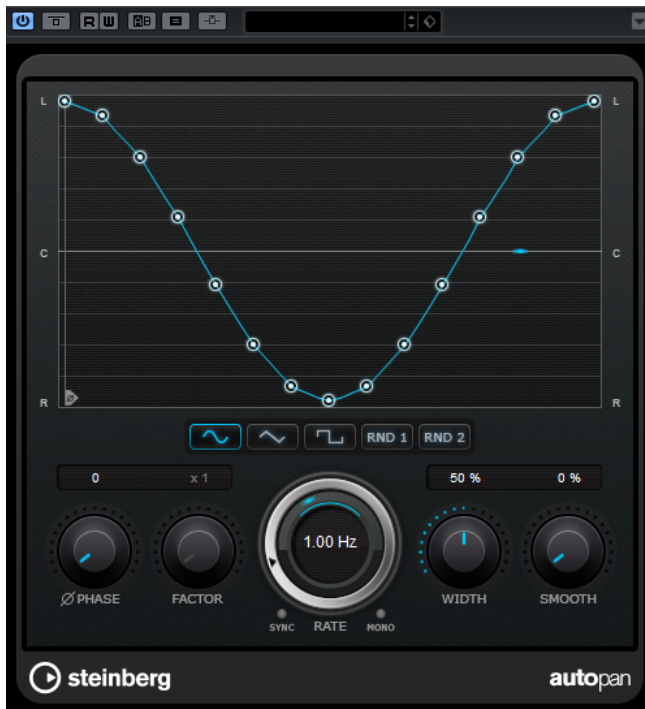 R W A B
L L
C C
R R
RND 1 RND 2
0 x 1 50 % 0 %
1.00 Hz
Ø PHASE FACTOR WIDTH SMOOTH
SYNC RATE MONO
steinberg autopan